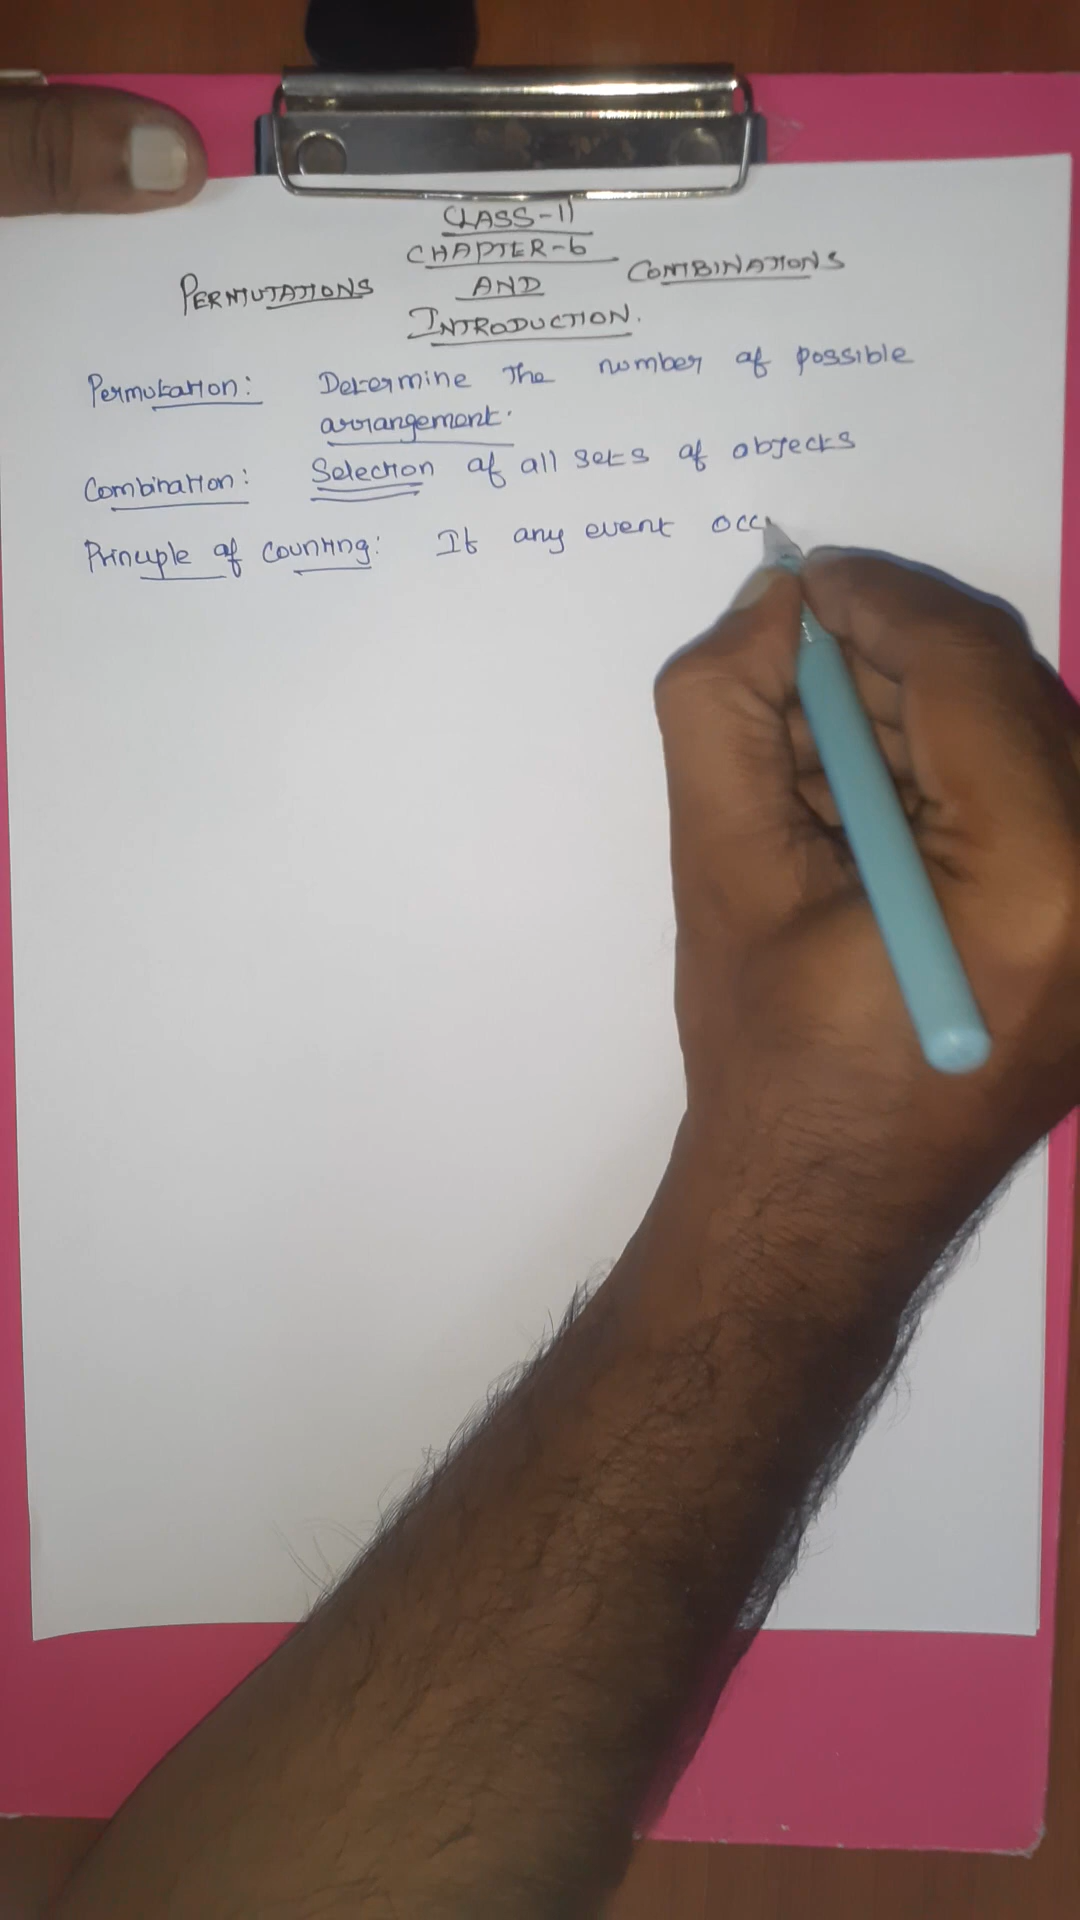 CLASS-11
CHAPTER-6
PERMUTATIONS AND COMBINATIONS
INTRODUCTION.
Permutation: Determine The number of possible
arrangement.
Combination: Selection of all sets of objects
Principle of Counting: If any event occ